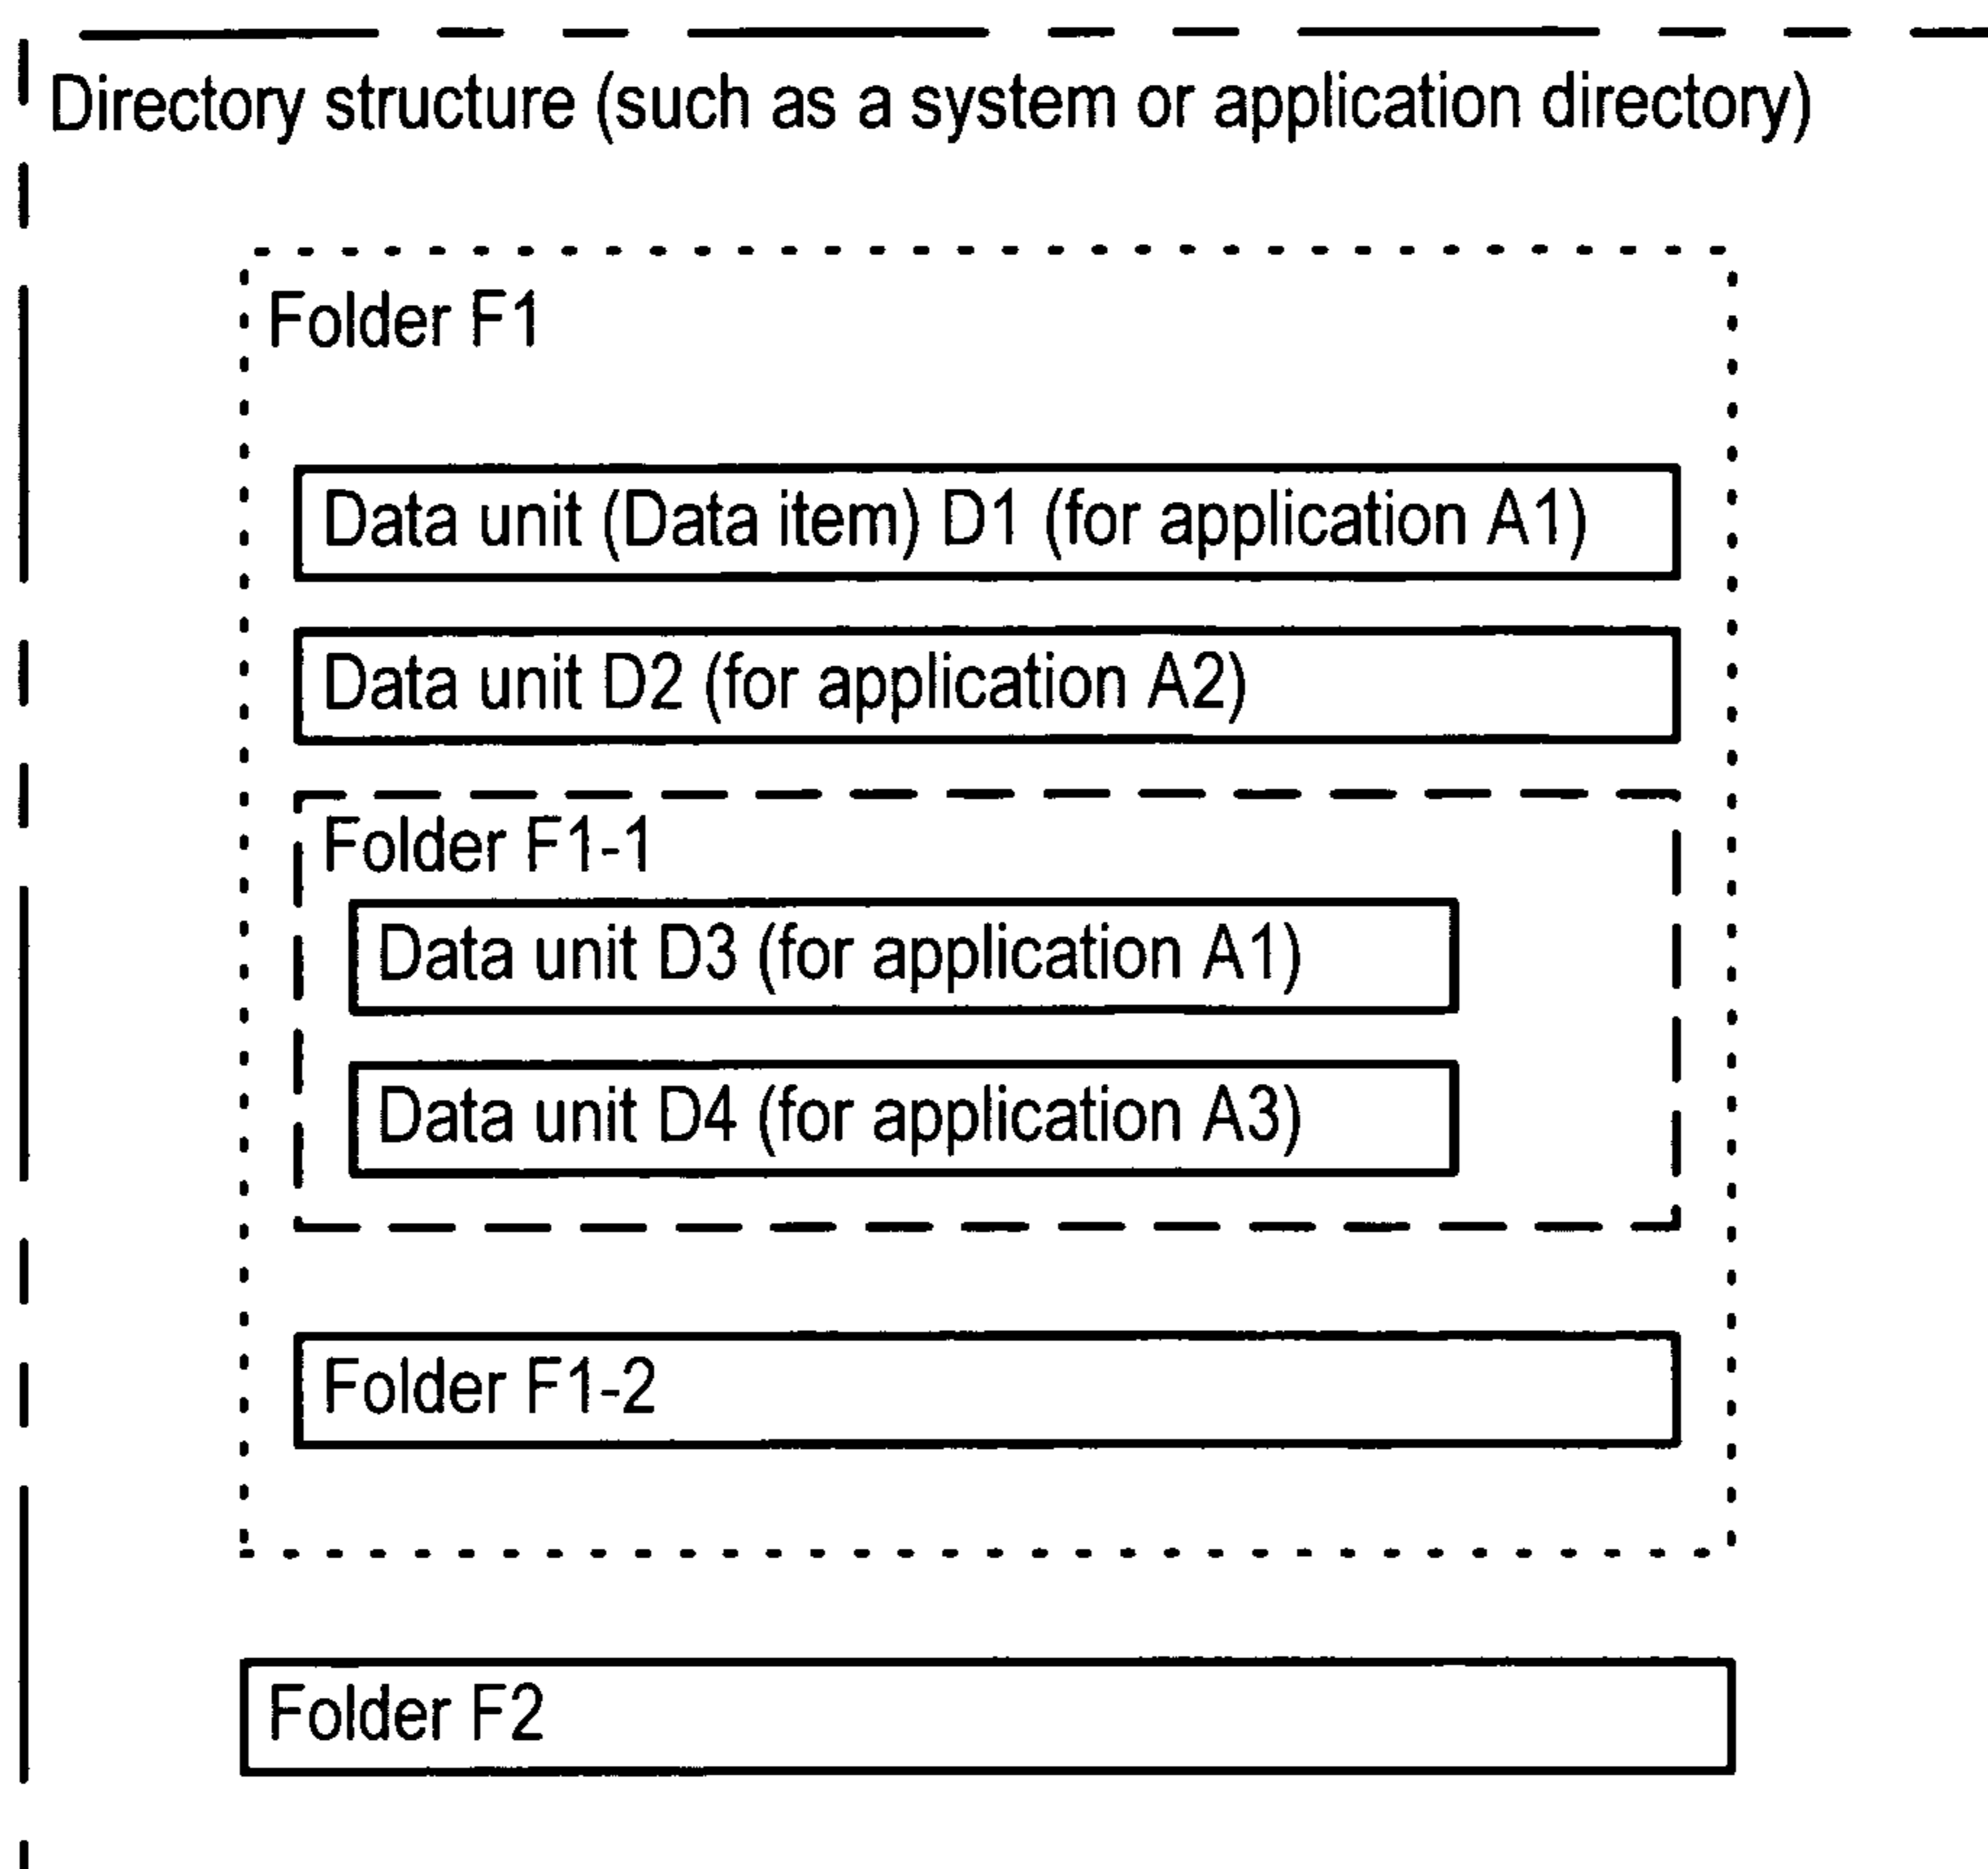 Directory structure (such as a system or application directory)
Folder F1
Data unit (Data item) D1 (for application A1)
Data unit D2 (for application A2)
Folder F1-1
Data unit D3 (for application A1)
Data unit D4 (for application A3)
Folder F1-2
Folder F2